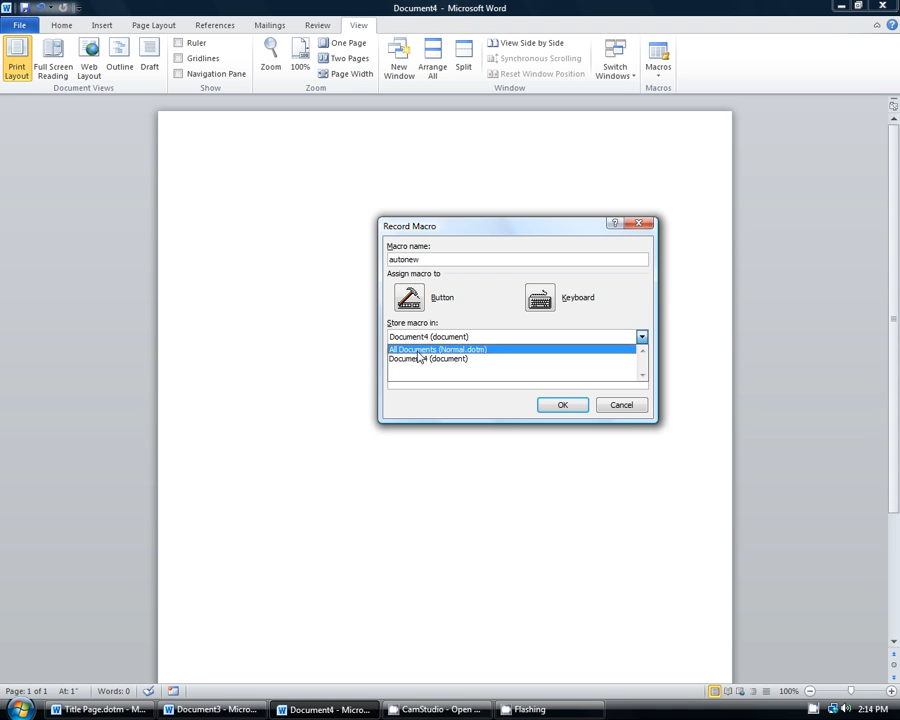 Document4 - Microsoft Word
File Home Insert Page Layout References Mailings Review View
Print Layout
Full Screen Reading
Web Layout
Outline
Draft
Document Views
Ruler
Gridlines
Navigation Pane
Show
Zoom
100%
One Page
Two Pages
Page Width
Zoom
New Window
Arrange All
Split
View Side by Side
Synchronous Scrolling
Reset Window Position
Window
Switch Windows
Macros
Macros
Record Macro
Macro name:
autonew
Assign macro to
Button
Keyboard
Store macro in:
Document4 (document)
All Documents (Normal.dotm)
Document4 (document)
OK Cancel
Page: 1 of 1 At: 1" Words: 0 100%
Title Page.dotm - M... Document3 - Micro... Document4 - Micro... CamStudio - Open ... Flashing 2:14 PM